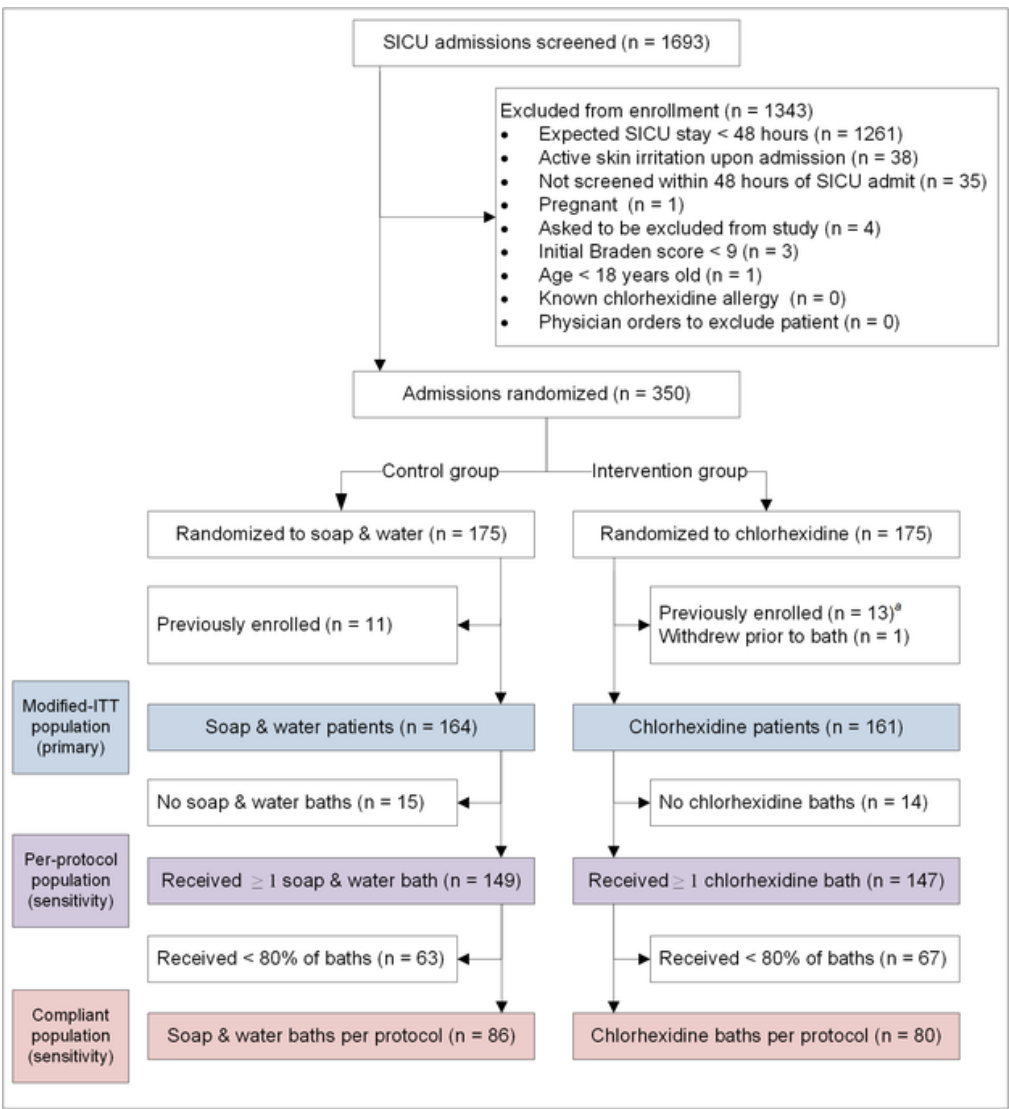 SICU admissions screened (n = 1693)
Excluded from enrollment (n = 1343)
• Expected SICU stay < 48 hours (n = 1261)
• Active skin irritation upon admission (n = 38)
• Not screened within 48 hours of SICU admit (n = 35)
• Pregnant (n = 1)
• Asked to be excluded from study (n = 4)
• Initial Braden score < 9 (n = 3)
• Age < 18 years old (n = 1)
• Known chlorhexidine allergy (n = 0)
• Physician orders to exclude patient (n = 0)
Admissions randomized (n = 350)
Control group
Intervention group
Randomized to soap & water (n = 175)
Randomized to chlorhexidine (n = 175)
Previously enrolled (n = 11)
Previously enrolled (n = 13)ª
Withdrew prior to bath (n = 1)
Modified-ITT
population
(primary)
Soap & water patients (n = 164)
Chlorhexidine patients (n = 161)
No soap & water baths (n = 15)
No chlorhexidine baths (n = 14)
Per-protocol
population
(sensitivity)
Received ≥ 1 soap & water bath (n = 149)
Received ≥ 1 chlorhexidine bath (n = 147)
Received < 80% of baths (n = 63)
Received < 80% of baths (n = 67)
Compliant
population
(sensitivity)
Soap & water baths per protocol (n = 86)
Chlorhexidine baths per protocol (n = 80)